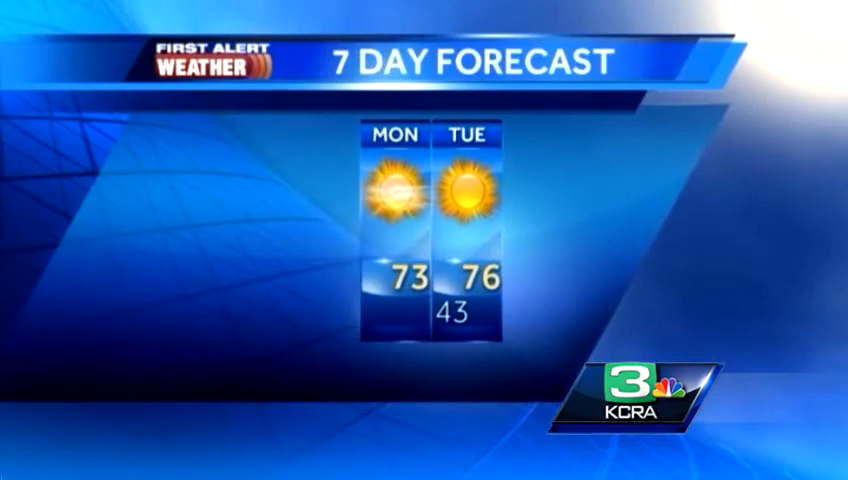 FIRST ALERT
WEATHER
7 DAY FORECAST
MON TUE
73 76
43
3
KCRA